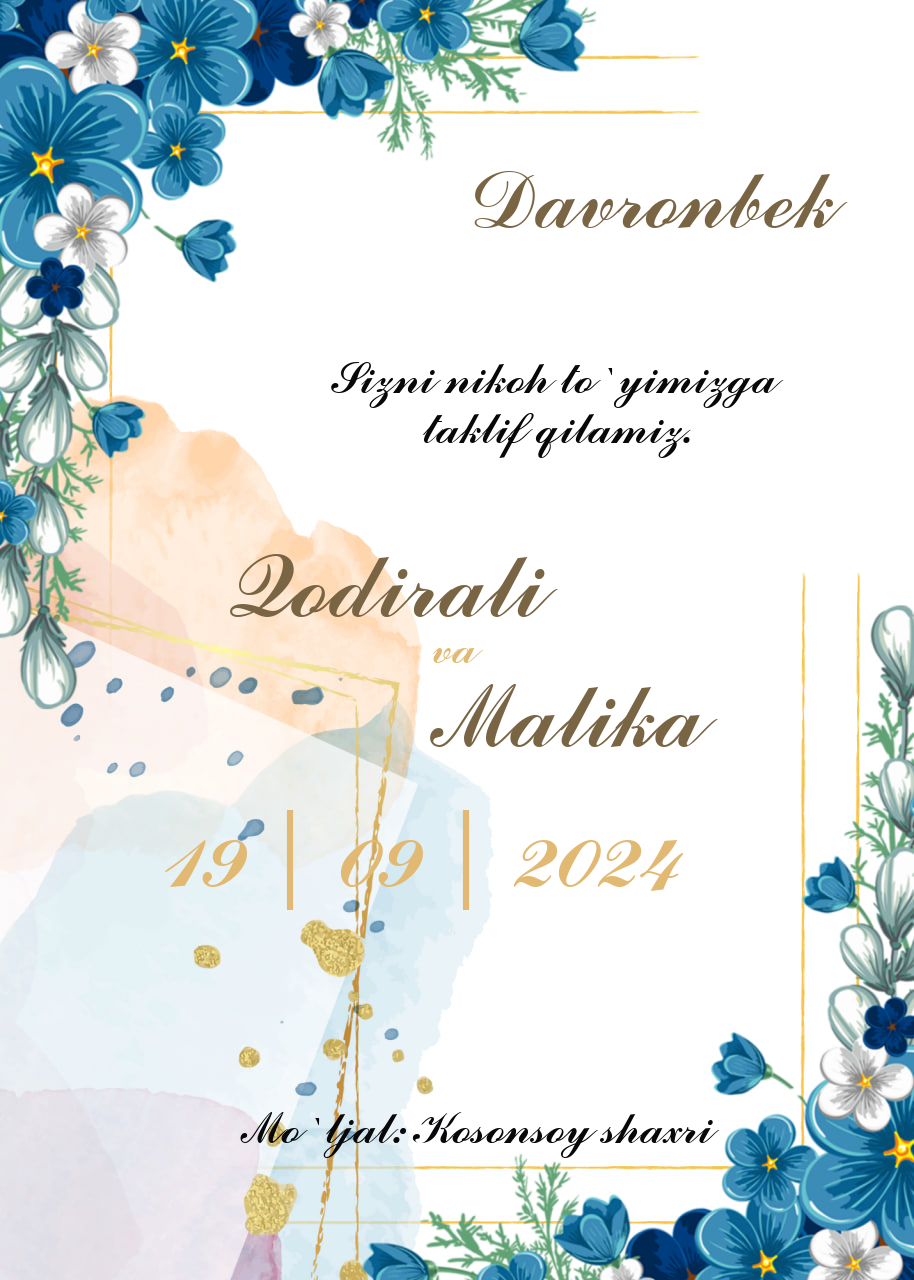 Davronbek
Sizni nikoh to`yimizga
taklif qilamiz.
Qodirali
va
Malika
19 | 09 | 2024
Mo`ljal: Kosonsoy shaxri